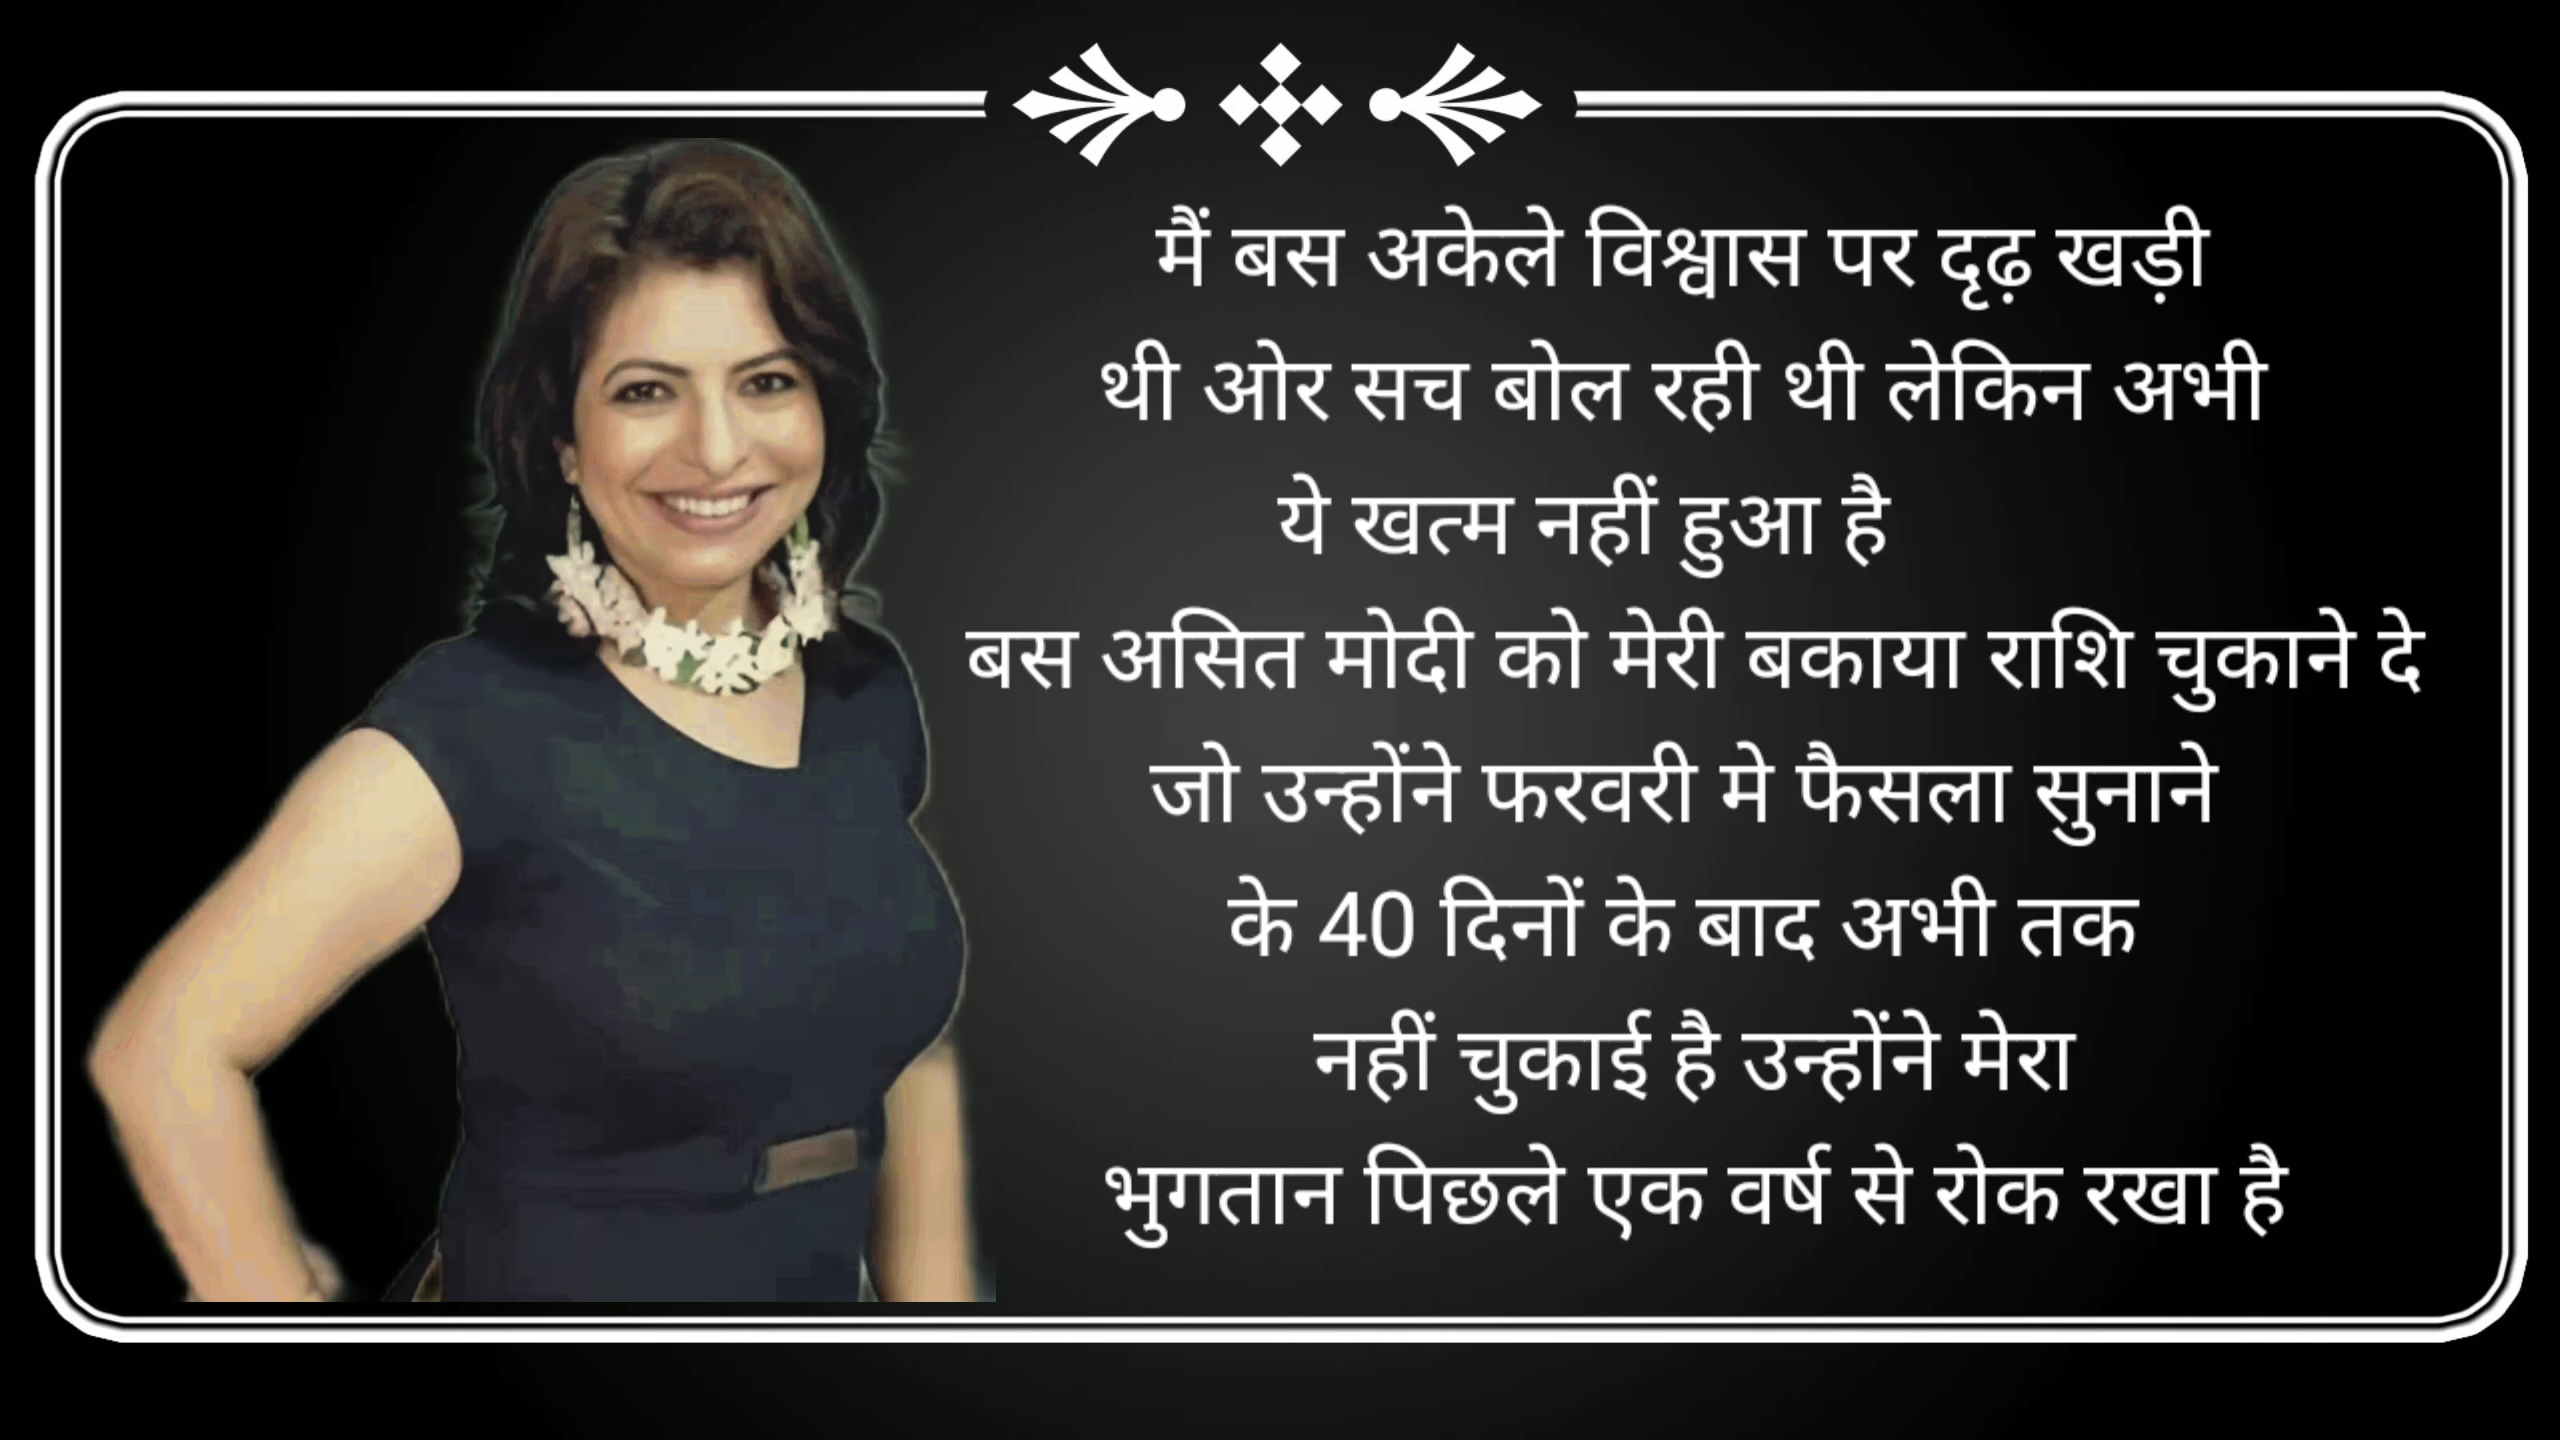 मैं बस अकेले विश्वास पर दृढ़ खड़ी
थी ओर सच बोल रही थी लेकिन अभी
ये खत्म नहीं हुआ है
बस असित मोदी को मेरी बकाया राशि चुकाने दे
जो उन्होंने फरवरी मे फैसला सुनाने
के 40 दिनों के बाद अभी तक
नहीं चुकाई है उन्होंने मेरा
भुगतान पिछले एक वर्ष से रोक रखा है